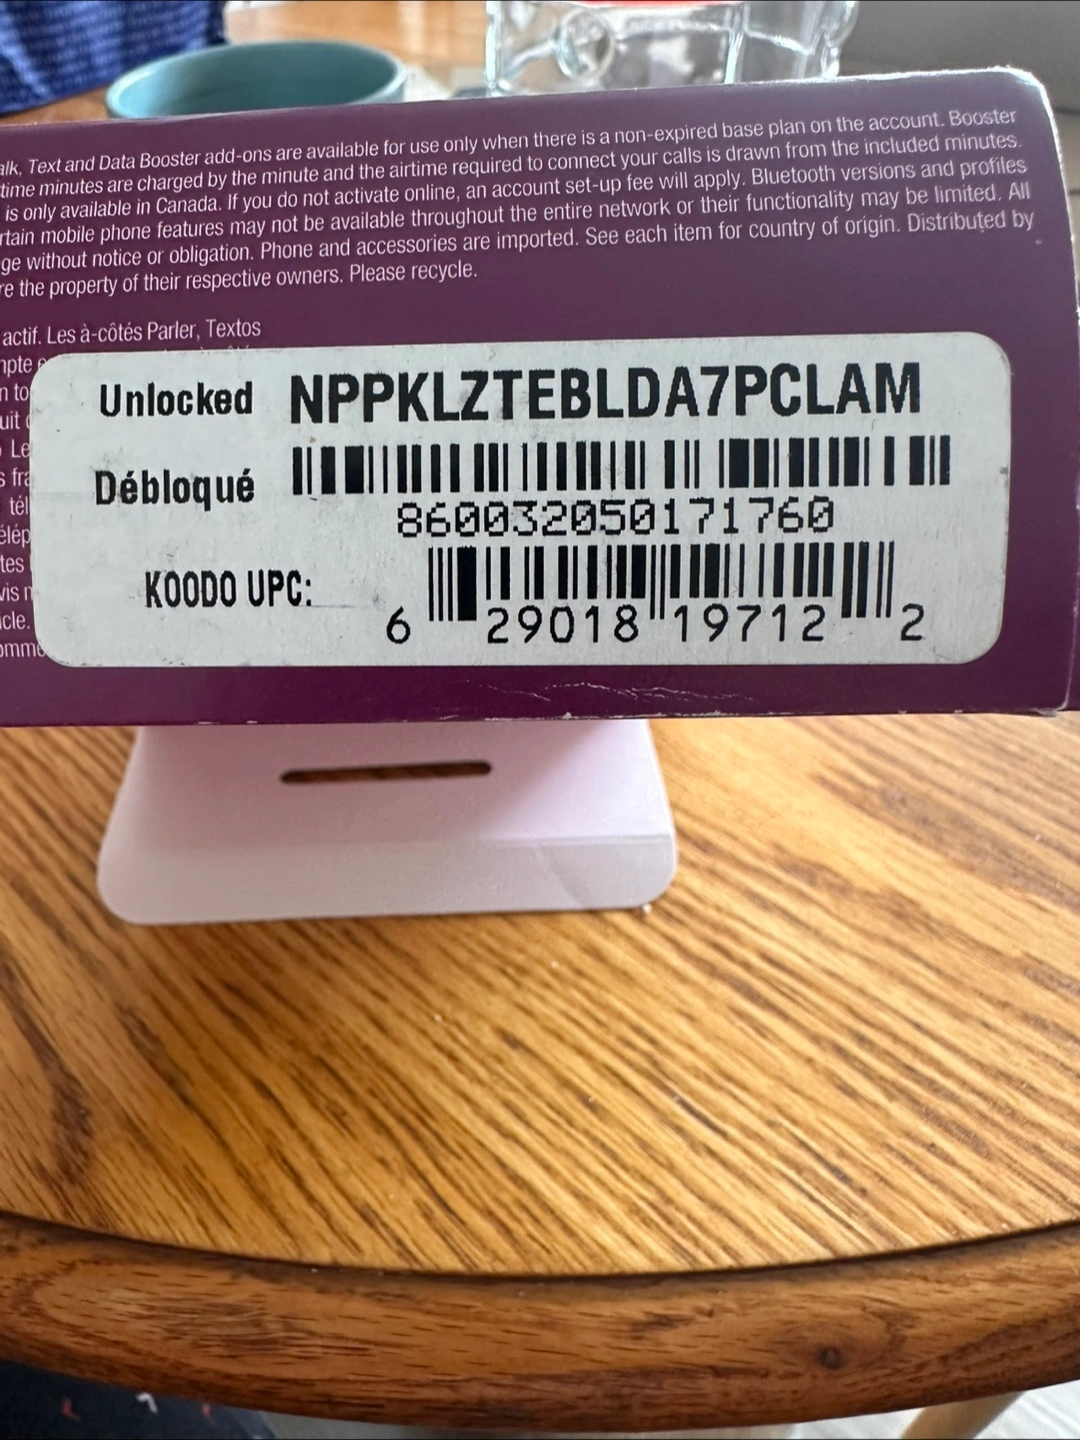 Text and Data Booster add-ons are available for use only when there is a non-expired base plan on the account. Booster
time minutes are charged by the minute and the airtime required to connect your calls is drawn from the included minutes.
is only available in Canada. If you do not activate online, an account set-up fee will apply. Bluetooth versions and profiles
mobile phone features may not be available throughout the entire network or their functionality may be limited. All
without notice or obligation. Phone and accessories are imported. See each item for country of origin. Distributed by
the property of their respective owners. Please recycle.
actif. Les à-côtés Parler, Textos
Unlocked NPPKLZTEBLDA7PCLAM
Débloqué
860032050171760
KOODO UPC:
6 29018 19712 2